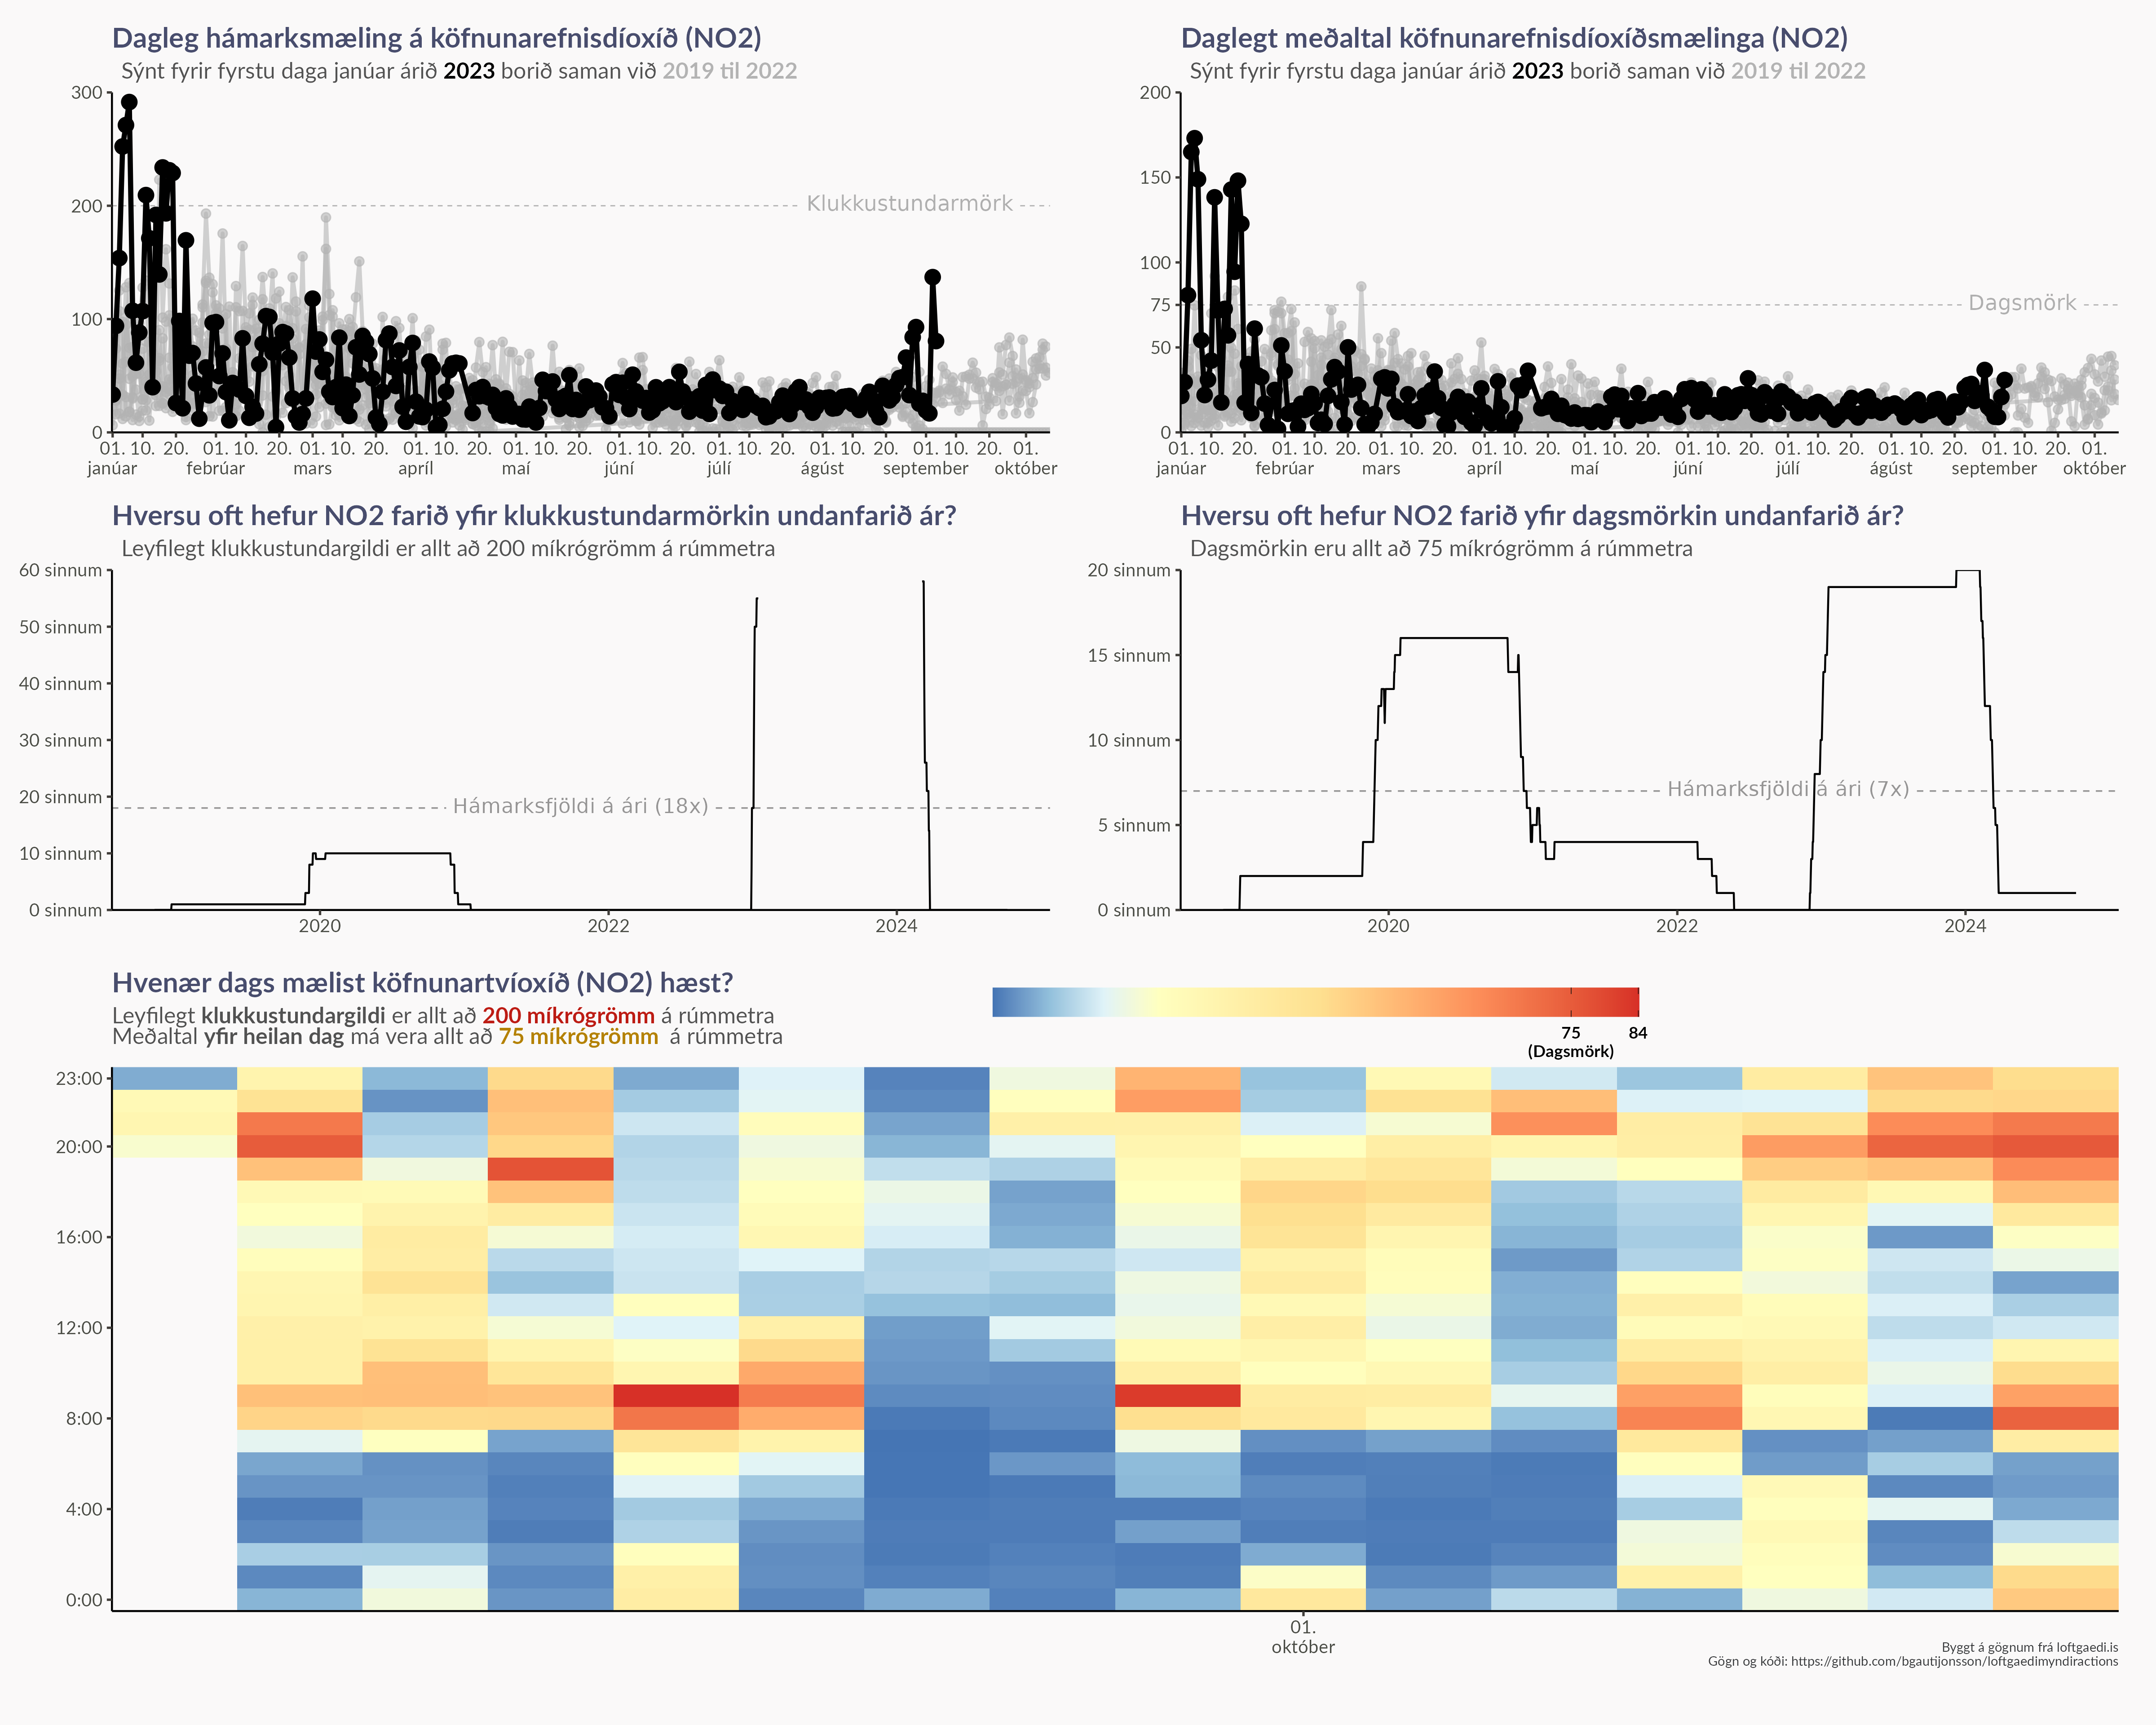 Dagleg hámarksmæling á köfnunarefnisdíoxíð (NO2)
Sýnt fyrir fyrstu daga janúar árið 2023 borið saman við 2019 til 2022
300
200
100
0
Klukkustundarmörk
01. 10. 20. 01. 10. 20. 01. 10. 20. 01. 10. 20. 01. 10. 20. 01. 10. 20. 01. 10. 20. 01. 10. 20. 01. 10. 20. 01.
janúar febrúar mars apríl maí júní júlí ágúst september október
Daglegt meðaltal köfnunarefnisdíoxíðsmælinga (NO2)
Sýnt fyrir fyrstu daga janúar árið 2023 borið saman við 2019 til 2022
200
150
100
75
50
0
Dagsmörk
01. 10. 20. 01. 10. 20. 01. 10. 20. 01. 10. 20. 01. 10. 20. 01. 10. 20. 01. 10. 20. 01. 10. 20. 01. 10. 20. 01.
janúar febrúar mars apríl maí júní júlí ágúst september október
Hversu oft hefur NO2 farið yfir klukkustundarmörkin undanfarið ár?
Leyfilegt klukkustundargildi er allt að 200 míkrógrömm á rúmmetra
60 sinnum
50 sinnum
40 sinnum
30 sinnum
20 sinnum
10 sinnum
0 sinnum
Hámarksfjöldi á ári (18x)
2020 2022 2024
Hversu oft hefur NO2 farið yfir dagsmörkin undanfarið ár?
Dagsmörkin eru allt að 75 míkrógrömm á rúmmetra
20 sinnum
15 sinnum
10 sinnum
5 sinnum
0 sinnum
Hámarksfjöldi á ári (7x)
2020 2022 2024
Hvenær dags mælist köfnunartvíoxíð (NO2) hæst?
Leyfilegt klukkustundargildi er allt að 200 míkrógrömm á rúmmetra
Meðaltal yfir heilan dag má vera allt að 75 míkrógrömm á rúmmetra
75 84
(Dagsmörk)
23:00
20:00
16:00
12:00
8:00
4:00
0:00
01.
október
Byggt á gögnum frá loftgaedi.is
Gögn og kóði: https://github.com/bgautijonsson/loftgaedimyndiractions